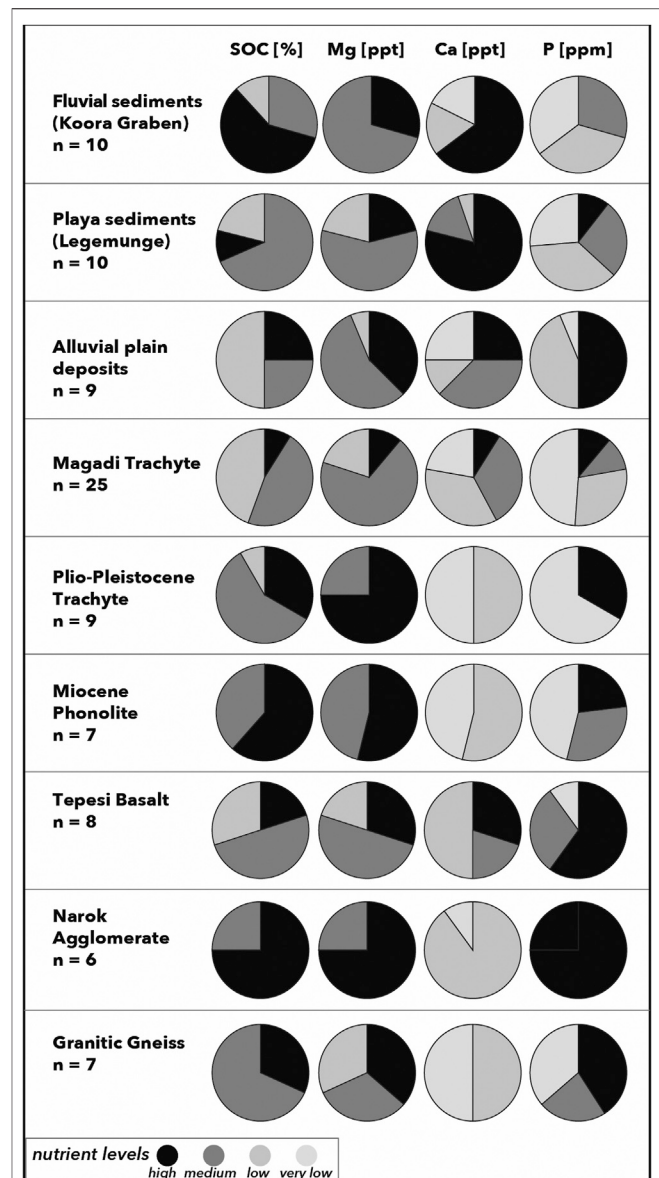 SOC [%] Mg [ppt] Ca [ppt] P [ppm]
Fluvial sediments
(Koora Graben)
n = 10
Playa sediments
(Legemunge)
n = 10
Alluvial plain
deposits
n = 9
Magadi Trachyte
n = 25
Plio-Pleistocene
Trachyte
n = 9
Miocene
Phonolite
n = 7
Tepesi Basalt
n = 8
Narok
Agglomerate
n = 6
Granitic Gneiss
n = 7
nutrient levels
high medium low very low